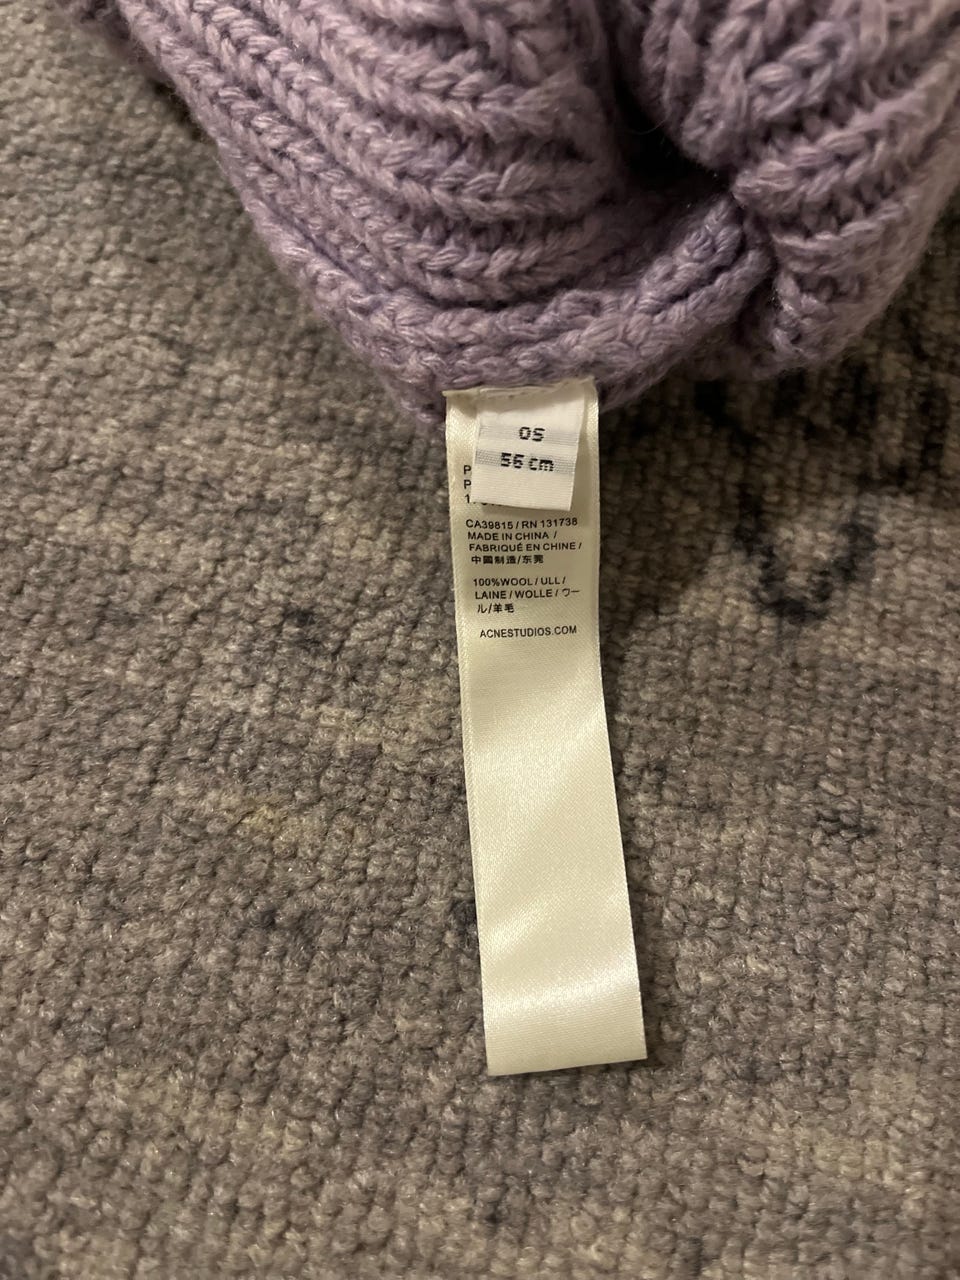 OS
56 cm
P
P
CA39815 / RN 131738
MADE IN CHINA /
FABRIQUÉ EN CHINE /
中國制造/东莞
100%WOOL / ULL /
LAINE / WOLLE / ウー
ル/羊毛
ACNESTUDIOS.COM